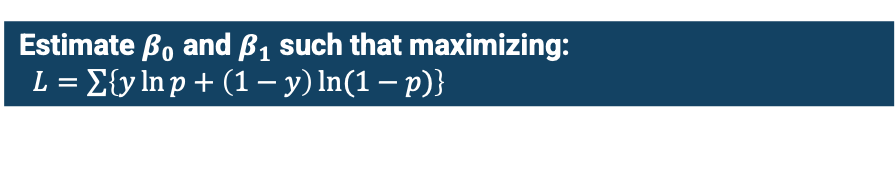 Estimate β₀ and β₁ such that maximizing:
L = ∑{y ln p + (1 − y) ln(1 − p)}